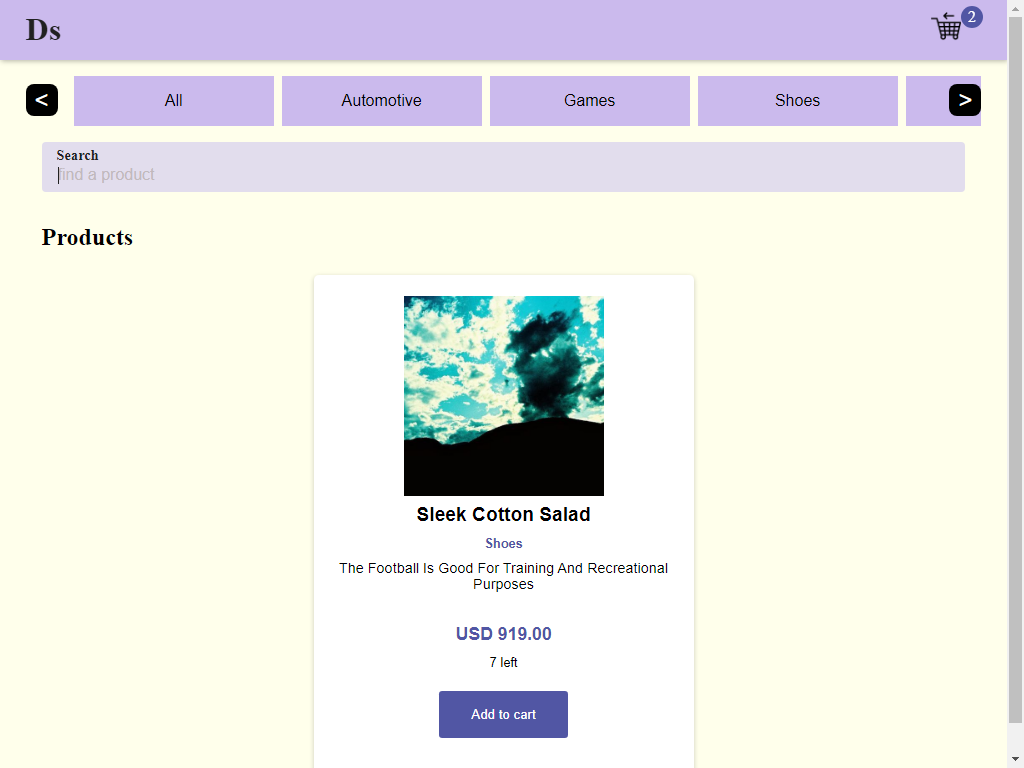 Ds
2
<
All
Automotive
Games
Shoes
>
Search
find a product
Products
Sleek Cotton Salad
Shoes
The Football Is Good For Training And Recreational
Purposes
USD 919.00
7 left
Add to cart